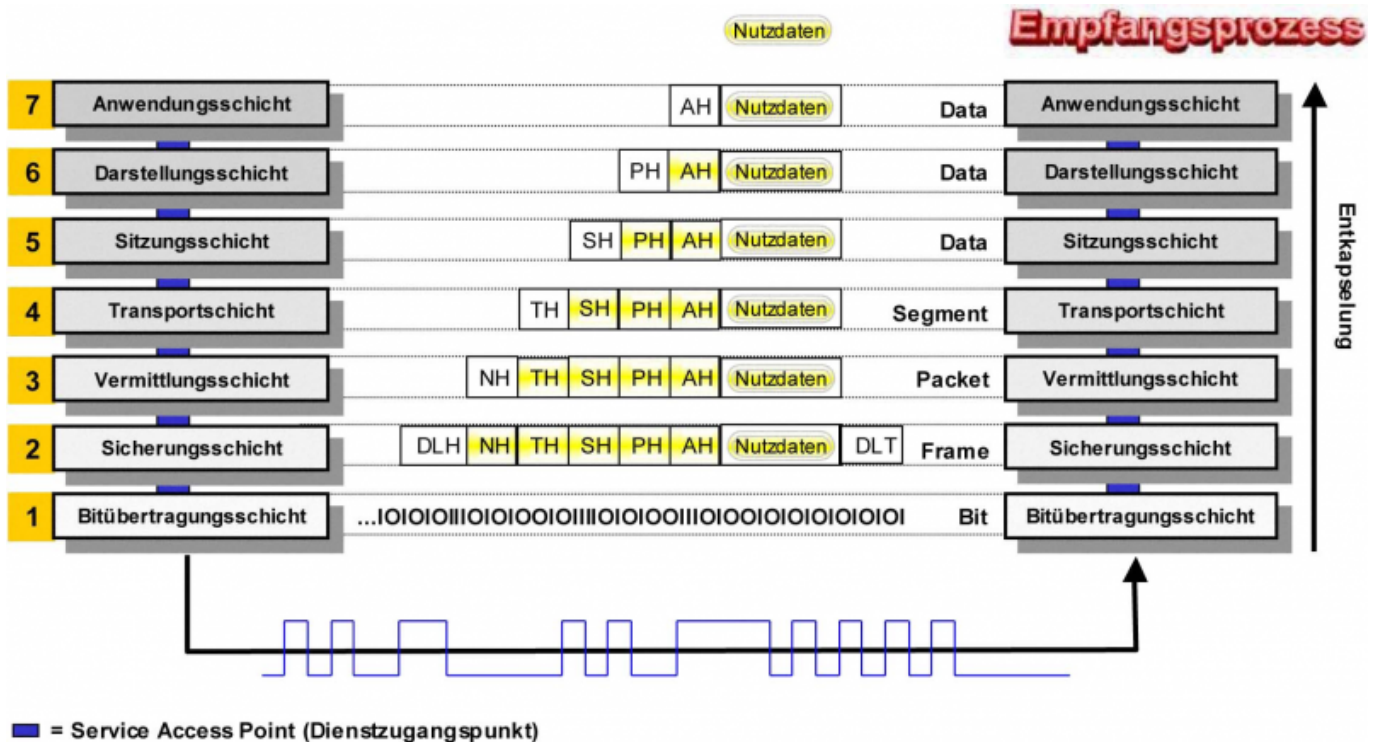 Nutzdaten
Empfangsprozess
7 Anwendungsschicht AH Nutzdaten Data Anwendungsschicht
6 Darstellungsschicht PH AH Nutzdaten Data Darstellungsschicht
5 Sitzungsschicht SH PH AH Nutzdaten Data Sitzungsschicht
4 Transportschicht TH SH PH AH Nutzdaten Segment Transportschicht
3 Vermittlungsschicht NH TH SH PH AH Nutzdaten Packet Vermittlungsschicht
2 Sicherungsschicht DLH NH TH SH PH AH Nutzdaten DLT Frame Sicherungsschicht
1 Bitübertragungsschicht Bit Bitübertragungsschicht
Entkapselung
= Service Access Point (Dienstzugangspunkt)